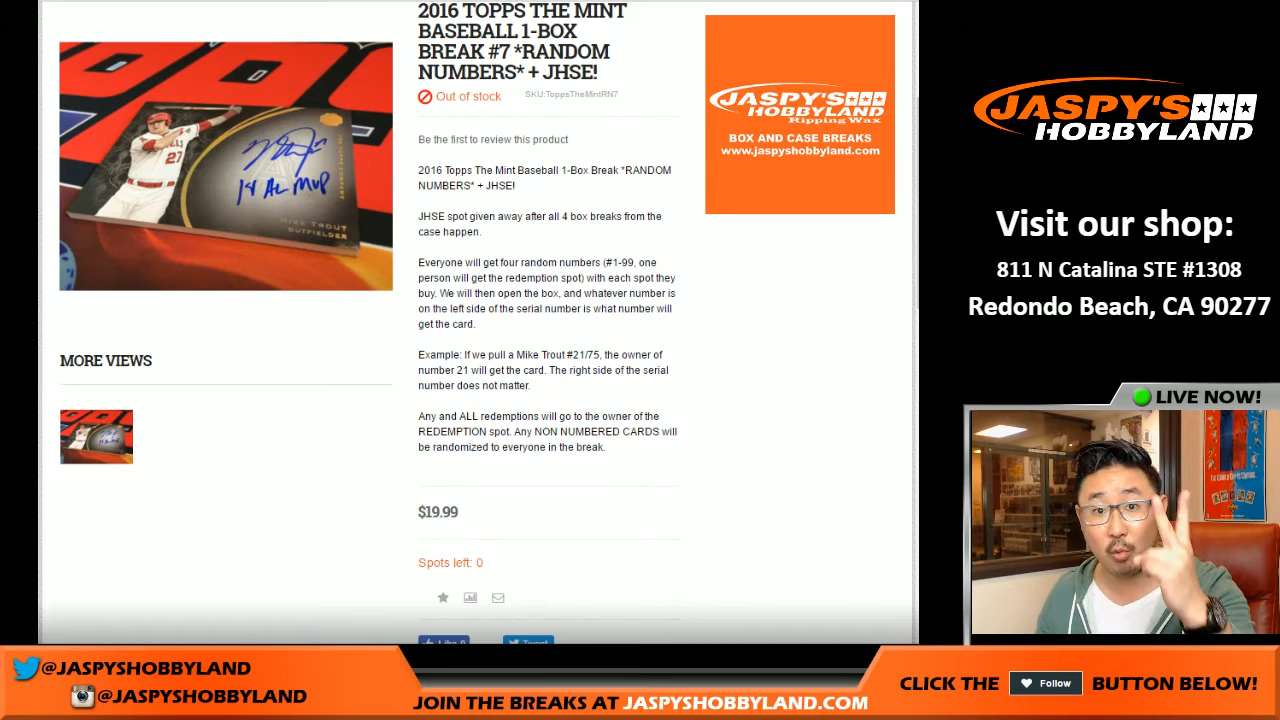 2016 TOPPS THE MINT
BASEBALL 1-BOX
BREAK #7 *RANDOM
NUMBERS* + JHSE!
Out of stock
SKU:ToppsTheMintRN7
Be the first to review this product
2016 Topps The Mint Baseball 1-Box Break *RANDOM
NUMBERS* + JHSE!
JHSE spot given away after all 4 box breaks from the
case happen.
Everyone will get four random numbers (#1-99, one
person will get the redemption spot) with each spot they
buy. We will then open the box, and whatever number is
on the left side of the serial number is what number will
get the card.
Example: If we pull a Mike Trout #21/75, the owner of
number 21 will get the card. The right side of the serial
number does not matter.
Any and ALL redemptions will go to the owner of the
REDEMPTION spot. Any NON NUMBERED CARDS will
be randomized to everyone in the break.
$19.99
Spots left: 0
Like 0
Tweet
27
14 AL MVP
MIKE TROUT
OUTFIELDER
MORE VIEWS
JASPY'S
HOBBYLAND
Ripping Wax
BOX AND CASE BREAKS
www.jaspyshobbyland.com
JASPY'S
HOBBYLAND
Visit our shop:
811 N Catalina STE #1308
Redondo Beach, CA 90277
LIVE NOW!
@JASPYSHOBBYLAND
@JASPYSHOBBYLAND
JOIN THE BREAKS AT JASPYSHOBBYLAND.COM
CLICK THE Follow BUTTON BELOW!